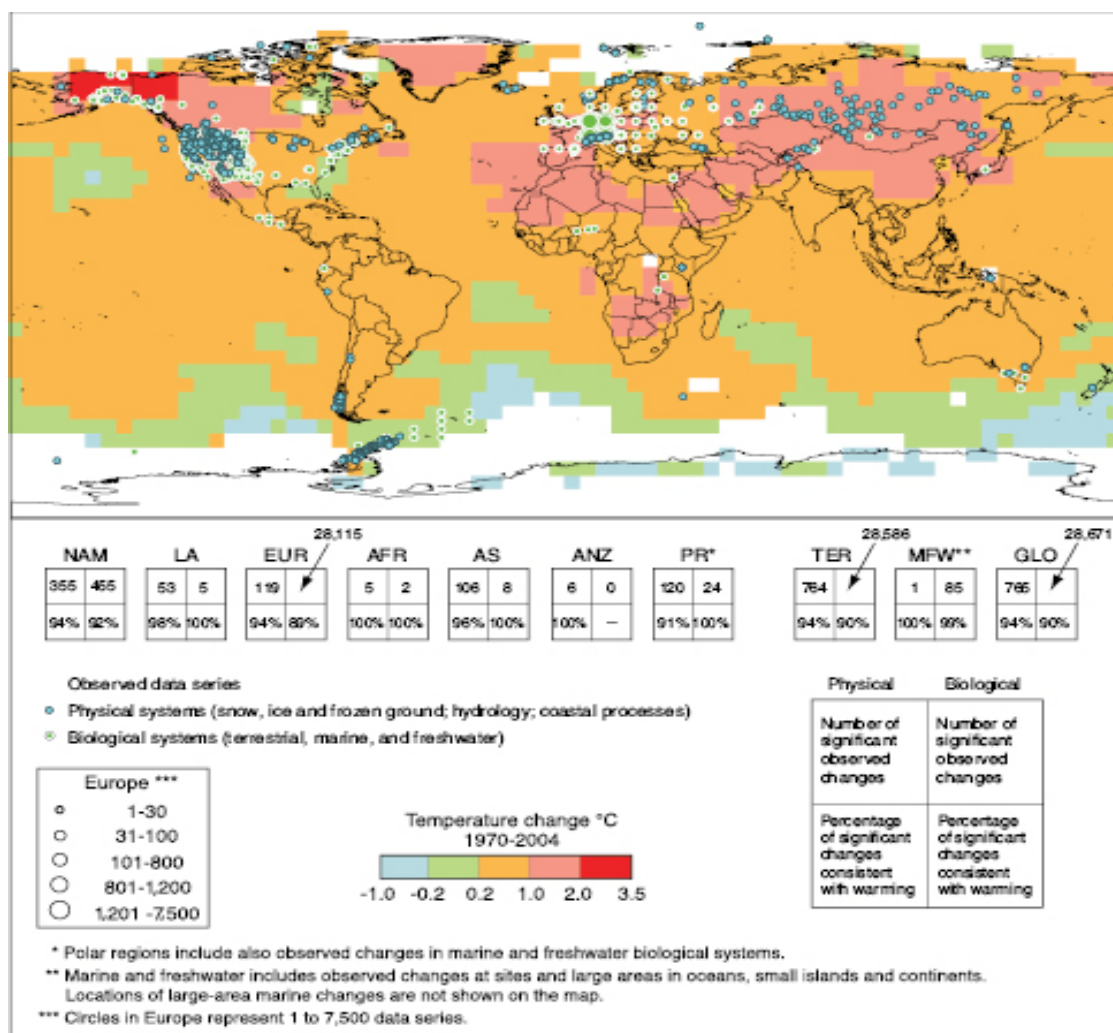 28,115
28,586
28,671
NAM LA EUR AFR AS ANZ PR* TER MFW** GLO
355 455 53 5 119 5 2 106 8 6 0 120 24 764 1 85 765
94% 92% 98% 100% 94% 89% 100% 100% 96% 100% 100% – 91% 100% 94% 90% 100% 99% 94% 90%
Observed data series
Physical systems (snow, ice and frozen ground; hydrology; coastal processes)
Biological systems (terrestrial, marine, and freshwater)
Europe ***
1-30
31-100
101-800
801-1,200
1,201 -7,500
Temperature change °C
1970-2004
-1.0 -0.2 0.2 1.0 2.0 3.5
Physical Biological
Number of Number of
significant significant
observed observed
changes changes
Percentage Percentage
of significant of significant
changes changes
consistent consistent
with warming with warming
* Polar regions include also observed changes in marine and freshwater biological systems.
** Marine and freshwater includes observed changes at sites and large areas in oceans, small islands and continents.
Locations of large-area marine changes are not shown on the map.
*** Circles in Europe represent 1 to 7,500 data series.